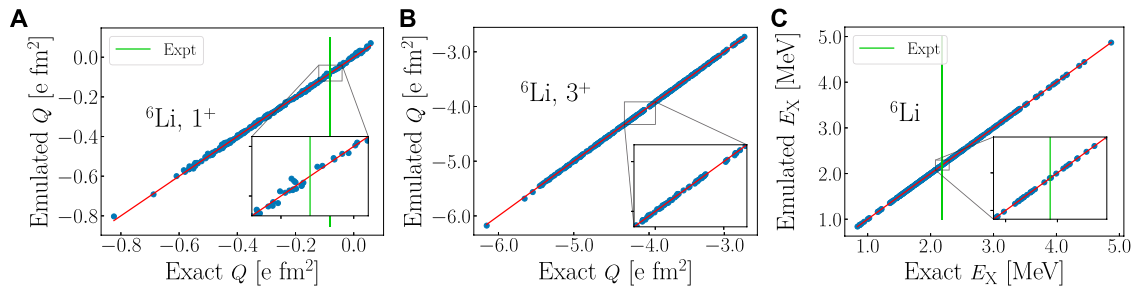 A
Emulated Q [e fm²]
0.0
−0.2
−0.4
−0.6
−0.8
Expt
⁶Li, 1⁺
−0.8 −0.6 −0.4 −0.2 0.0
Exact Q [e fm²]
B
Emulated Q [e fm²]
−3.0
−4.0
−5.0
−6.0
⁶Li, 3⁺
−6.0 −5.0 −4.0 −3.0
Exact Q [e fm²]
C
Emulated E_X [MeV]
5.0
4.0
3.0
2.0
1.0
Expt
⁶Li
1.0 2.0 3.0 4.0 5.0
Exact E_X [MeV]